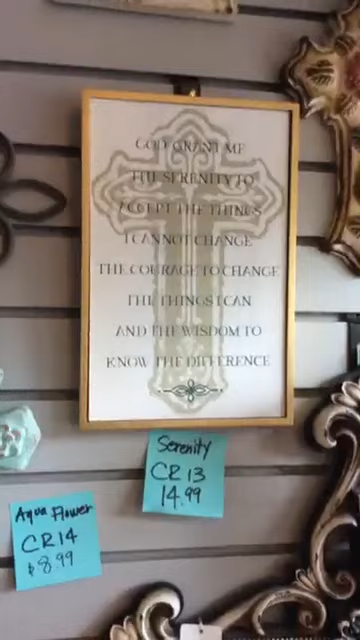 GOD GRANT ME
THE SERENITY TO
ACCEPT THE THINGS
I CANNOT CHANGE
THE COURAGE TO CHANGE
THE THINGS I CAN
AND THE WISDOM TO
KNOW THE DIFFERENCE
Serenity
CR13
14.99
Aqua Flower
CR14
$8.99